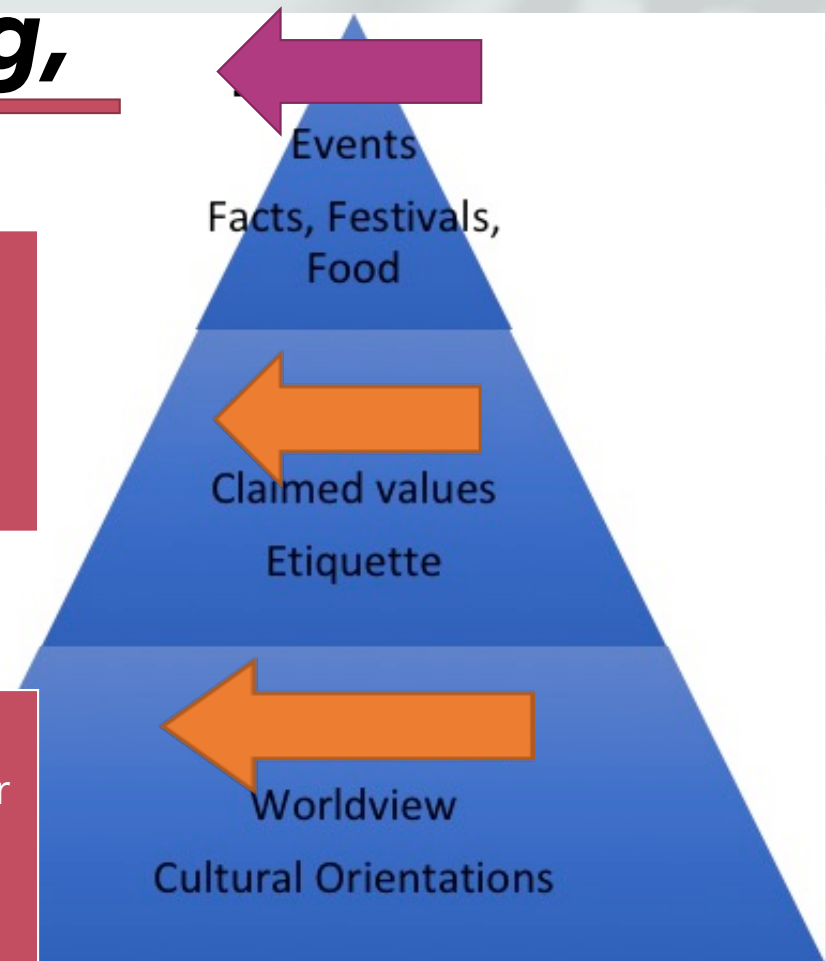 g,
Events
Facts, Festivals,
Food
Claimed values
Etiquette
r
Worldview
Cultural Orientations